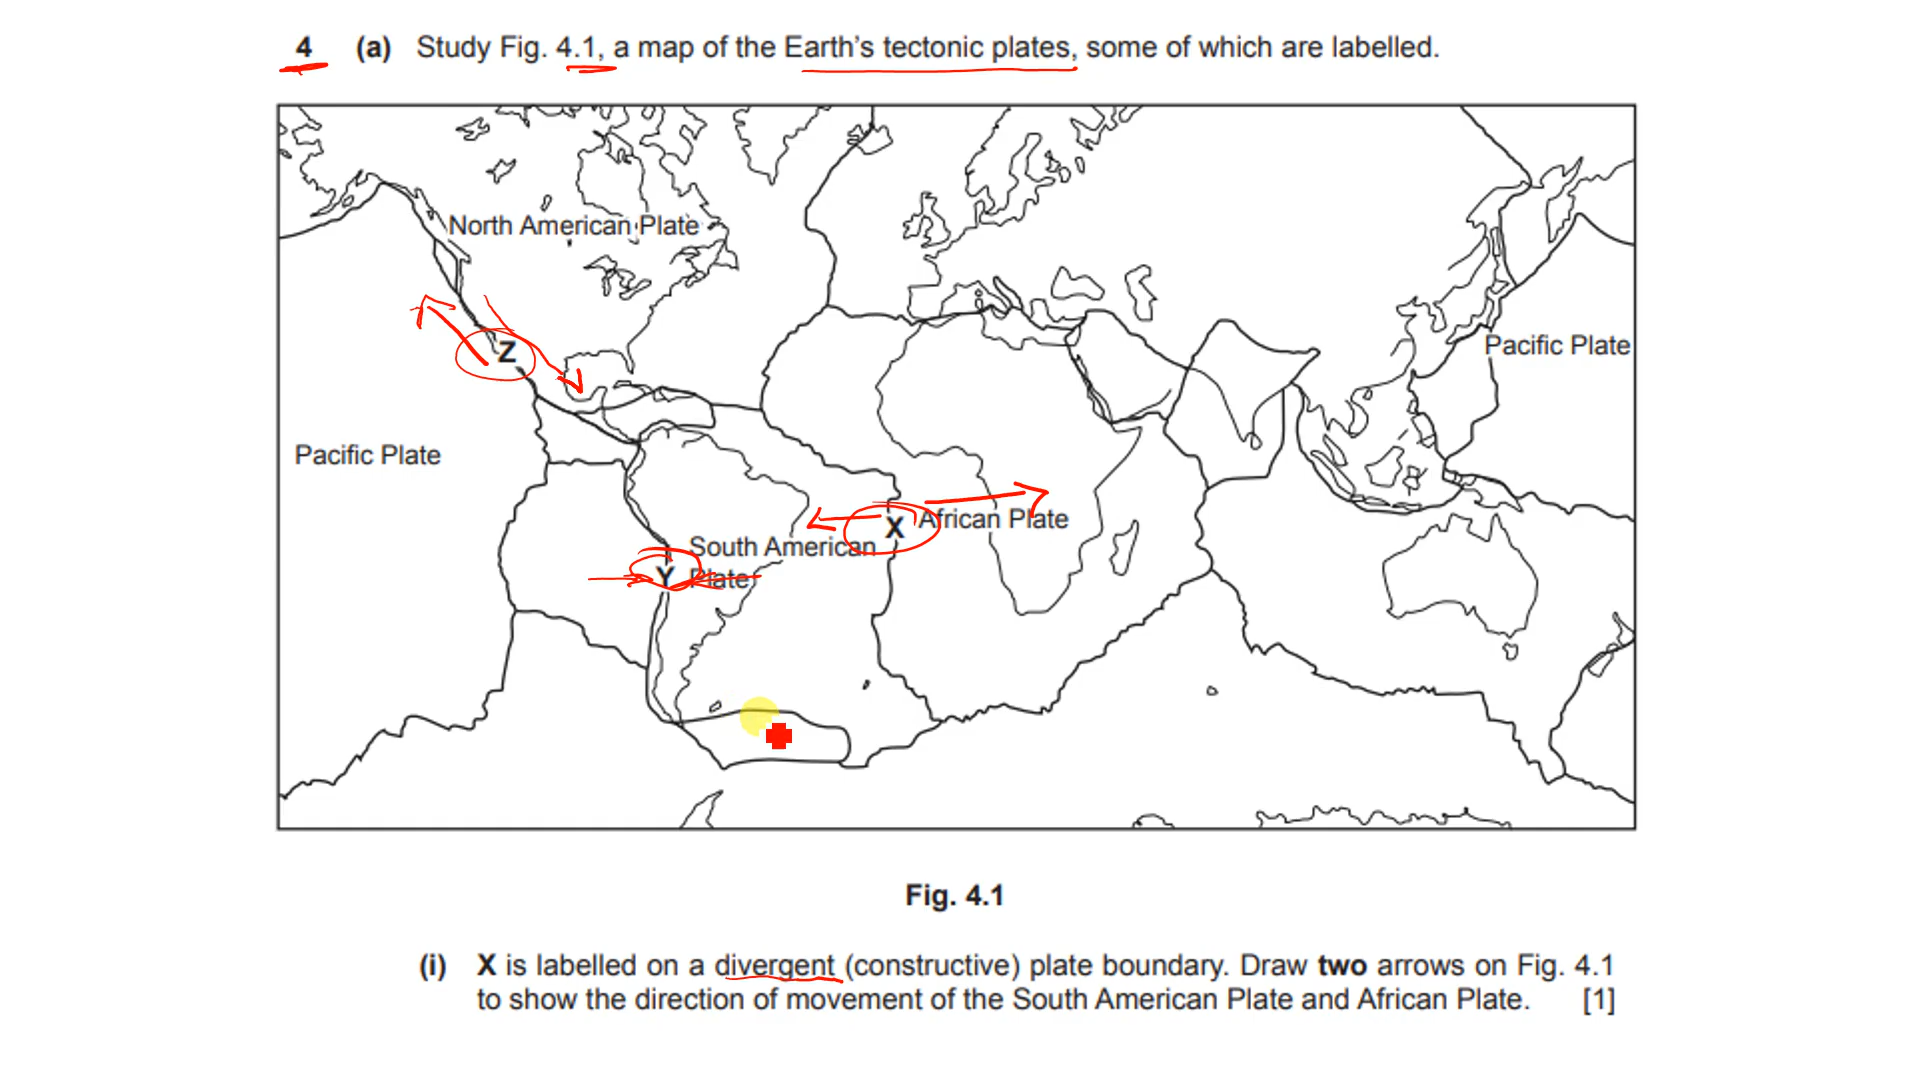 4 (a) Study Fig. 4.1, a map of the Earth’s tectonic plates, some of which are labelled.
North American Plate
Z
Pacific Plate
Pacific Plate
X African Plate
South American
Y Plate
Fig. 4.1
(i) X is labelled on a divergent (constructive) plate boundary. Draw two arrows on Fig. 4.1
to show the direction of movement of the South American Plate and African Plate. [1]